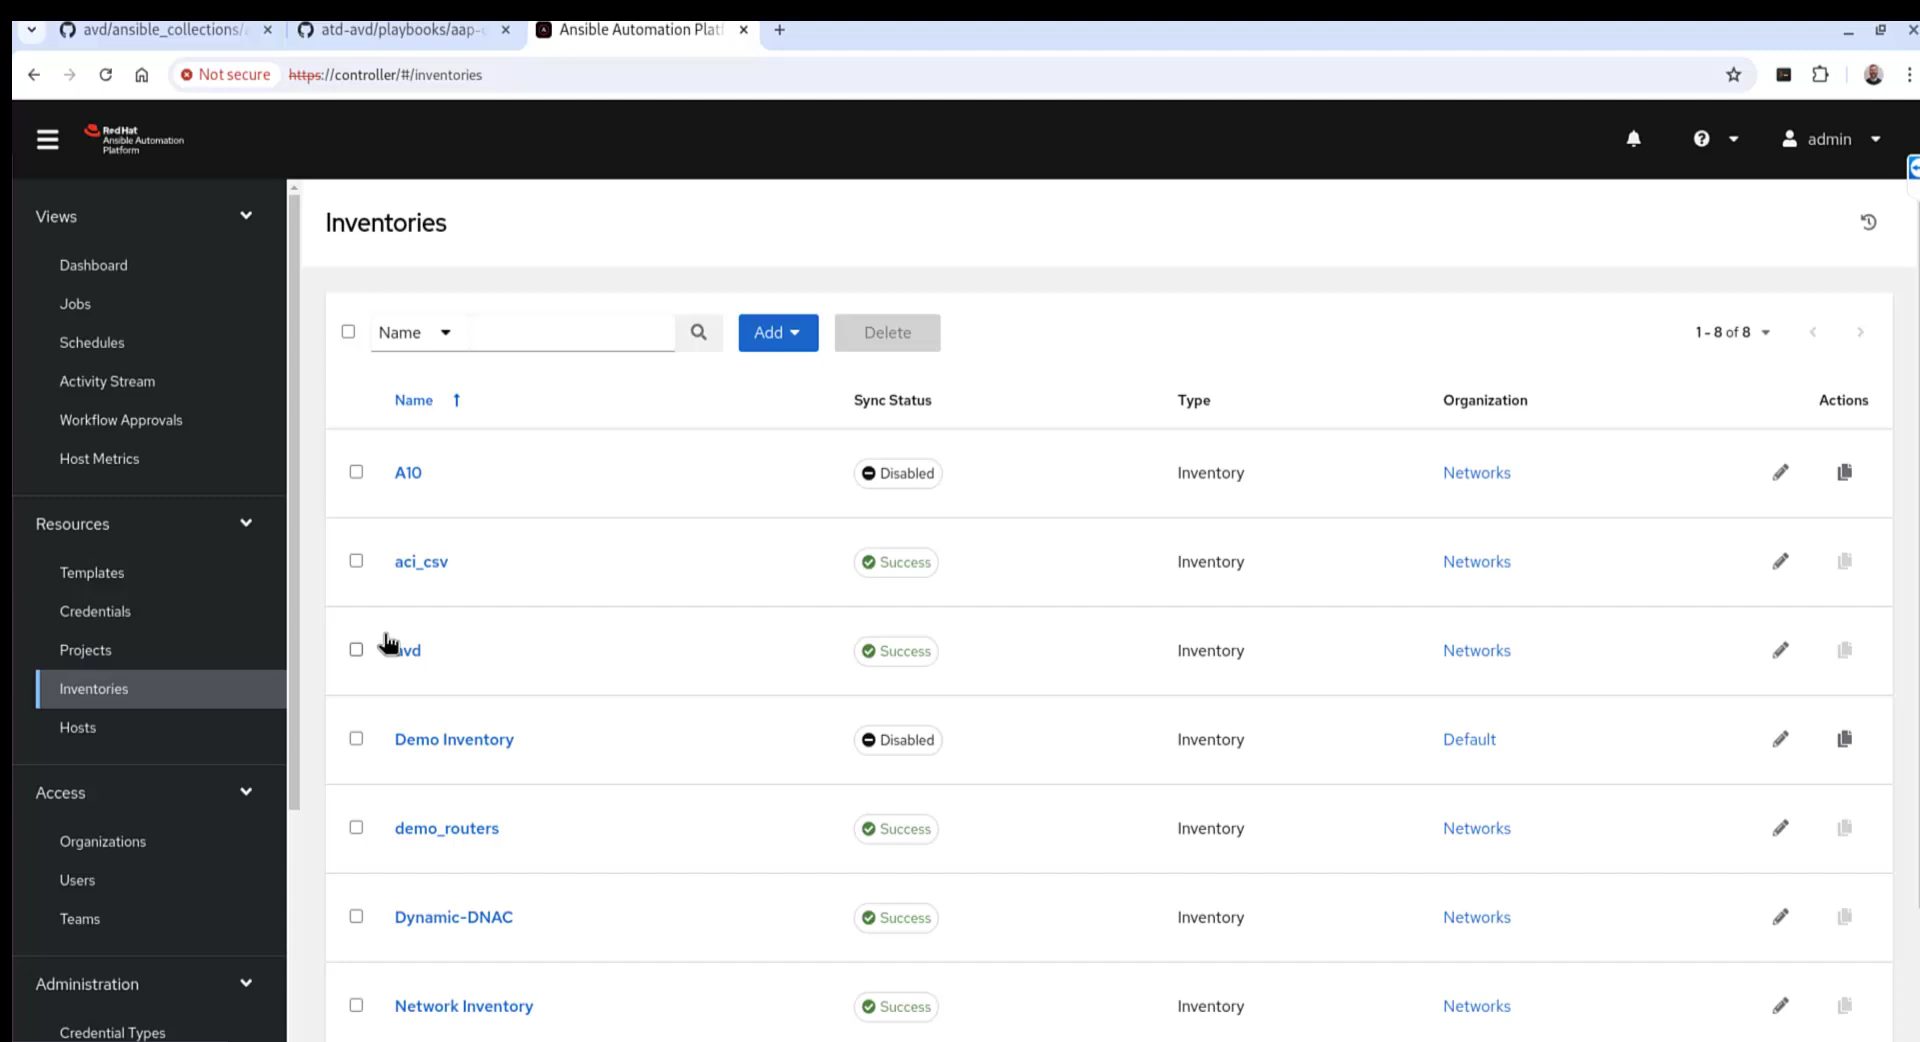 avd/ansible_collections/
atd-avd/playbooks/aap-
Ansible Automation Plat
Not secure
https://controller/#/inventories
Red Hat
Ansible Automation
Platform
admin
Views
Dashboard
Jobs
Schedules
Activity Stream
Workflow Approvals
Host Metrics
Resources
Templates
Credentials
Projects
Inventories
Hosts
Access
Organizations
Users
Teams
Administration
Credential Types
Inventories
Name
Add
Delete
1 - 8 of 8
Name Sync Status Type Organization Actions
A10 Disabled Inventory Networks
aci_csv Success Inventory Networks
vd Success Inventory Networks
Demo Inventory Disabled Inventory Default
demo_routers Success Inventory Networks
Dynamic-DNAC Success Inventory Networks
Network Inventory Success Inventory Networks